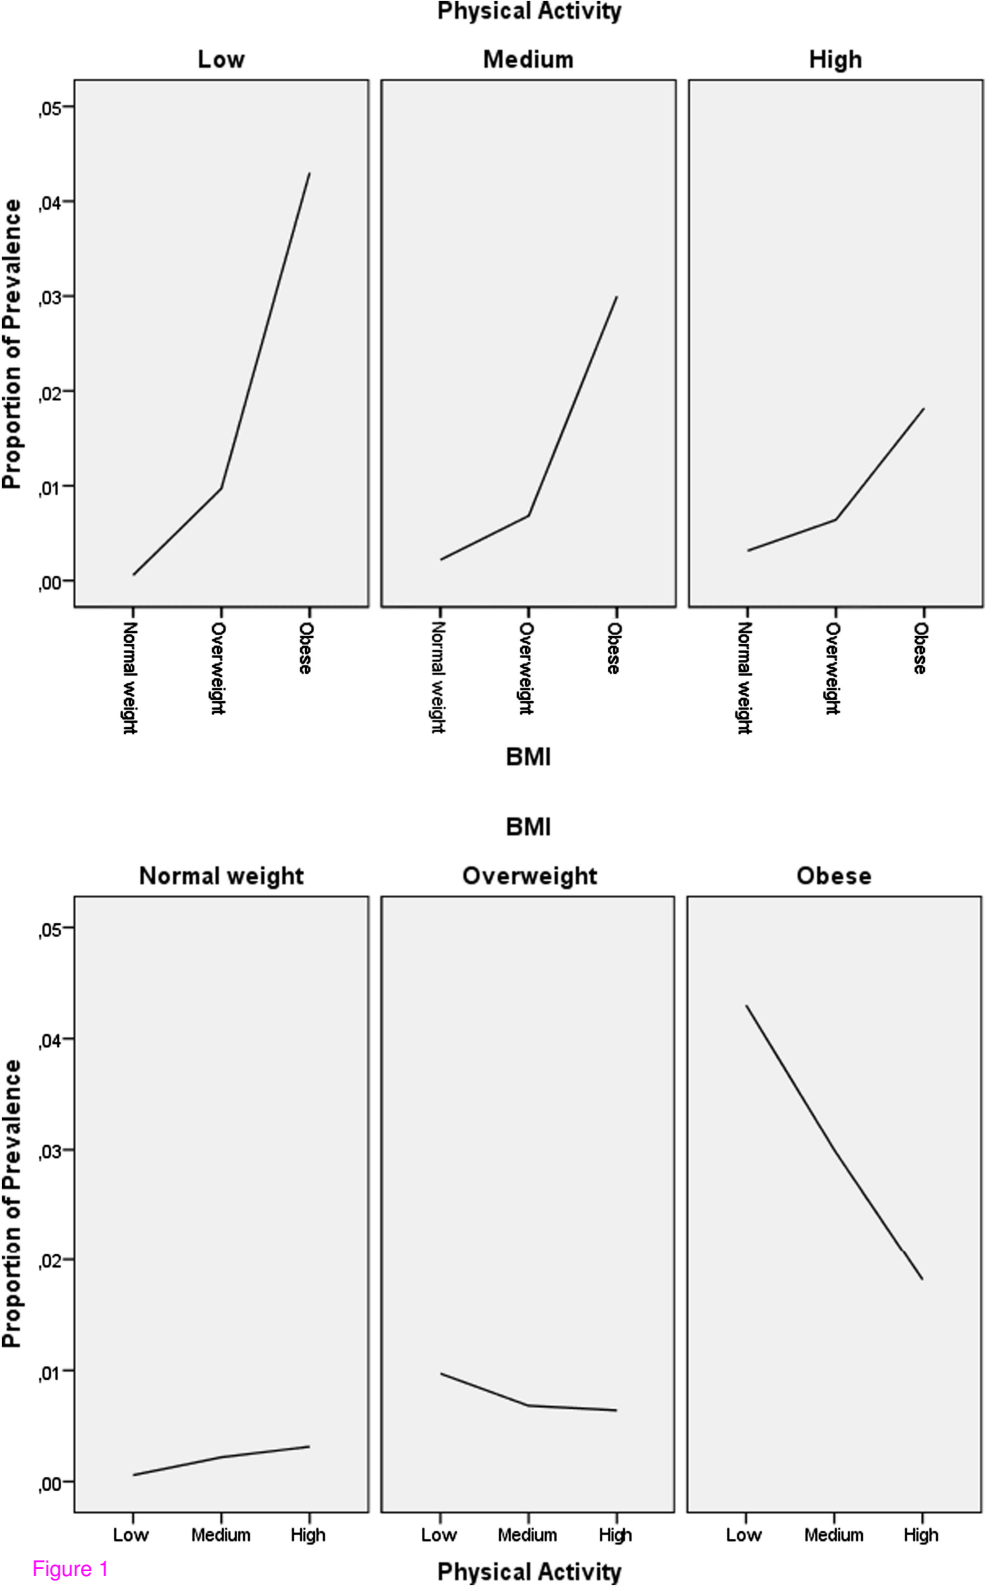 Physical Activity
Low Medium High
Proportion of Prevalence
,05
,04
,03
,02
,01
,00
Normal weight Overweight Obese Normal weight Overweight Obese Normal weight Overweight Obese
BMI
BMI
Normal weight Overweight Obese
Proportion of Prevalence
,05
,04
,03
,02
,01
,00
Low Medium High Low Medium High Low Medium High
Figure 1
Physical Activity